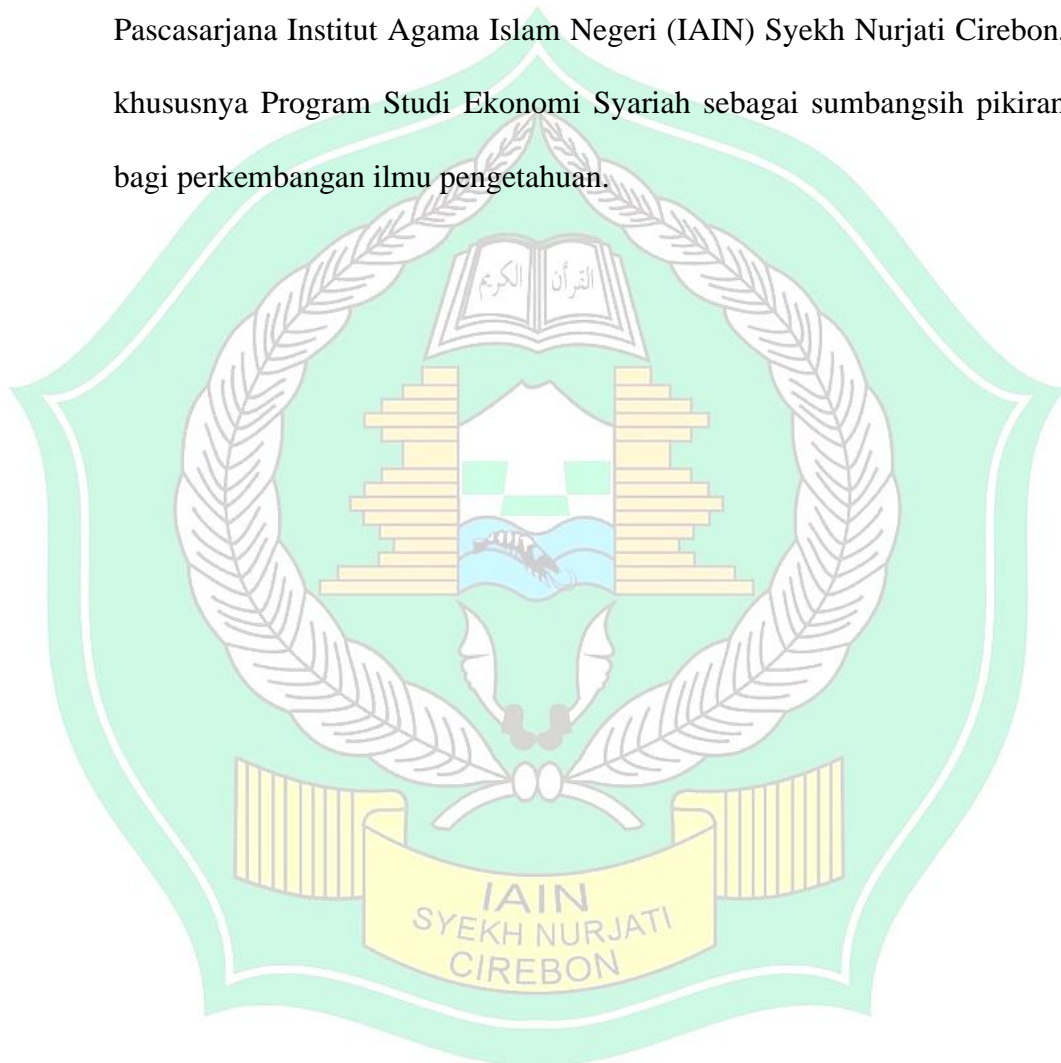 Pascasarjana Institut Agama Islam Negeri (IAIN) Syekh Nurjati Cirebon,
khususnya Program Studi Ekonomi Syariah sebagai sumbangsih pikiran
bagi perkembangan ilmu pengetahuan.
القرآن الكريم
IAIN
SYEKH NURJATI
CIREBON